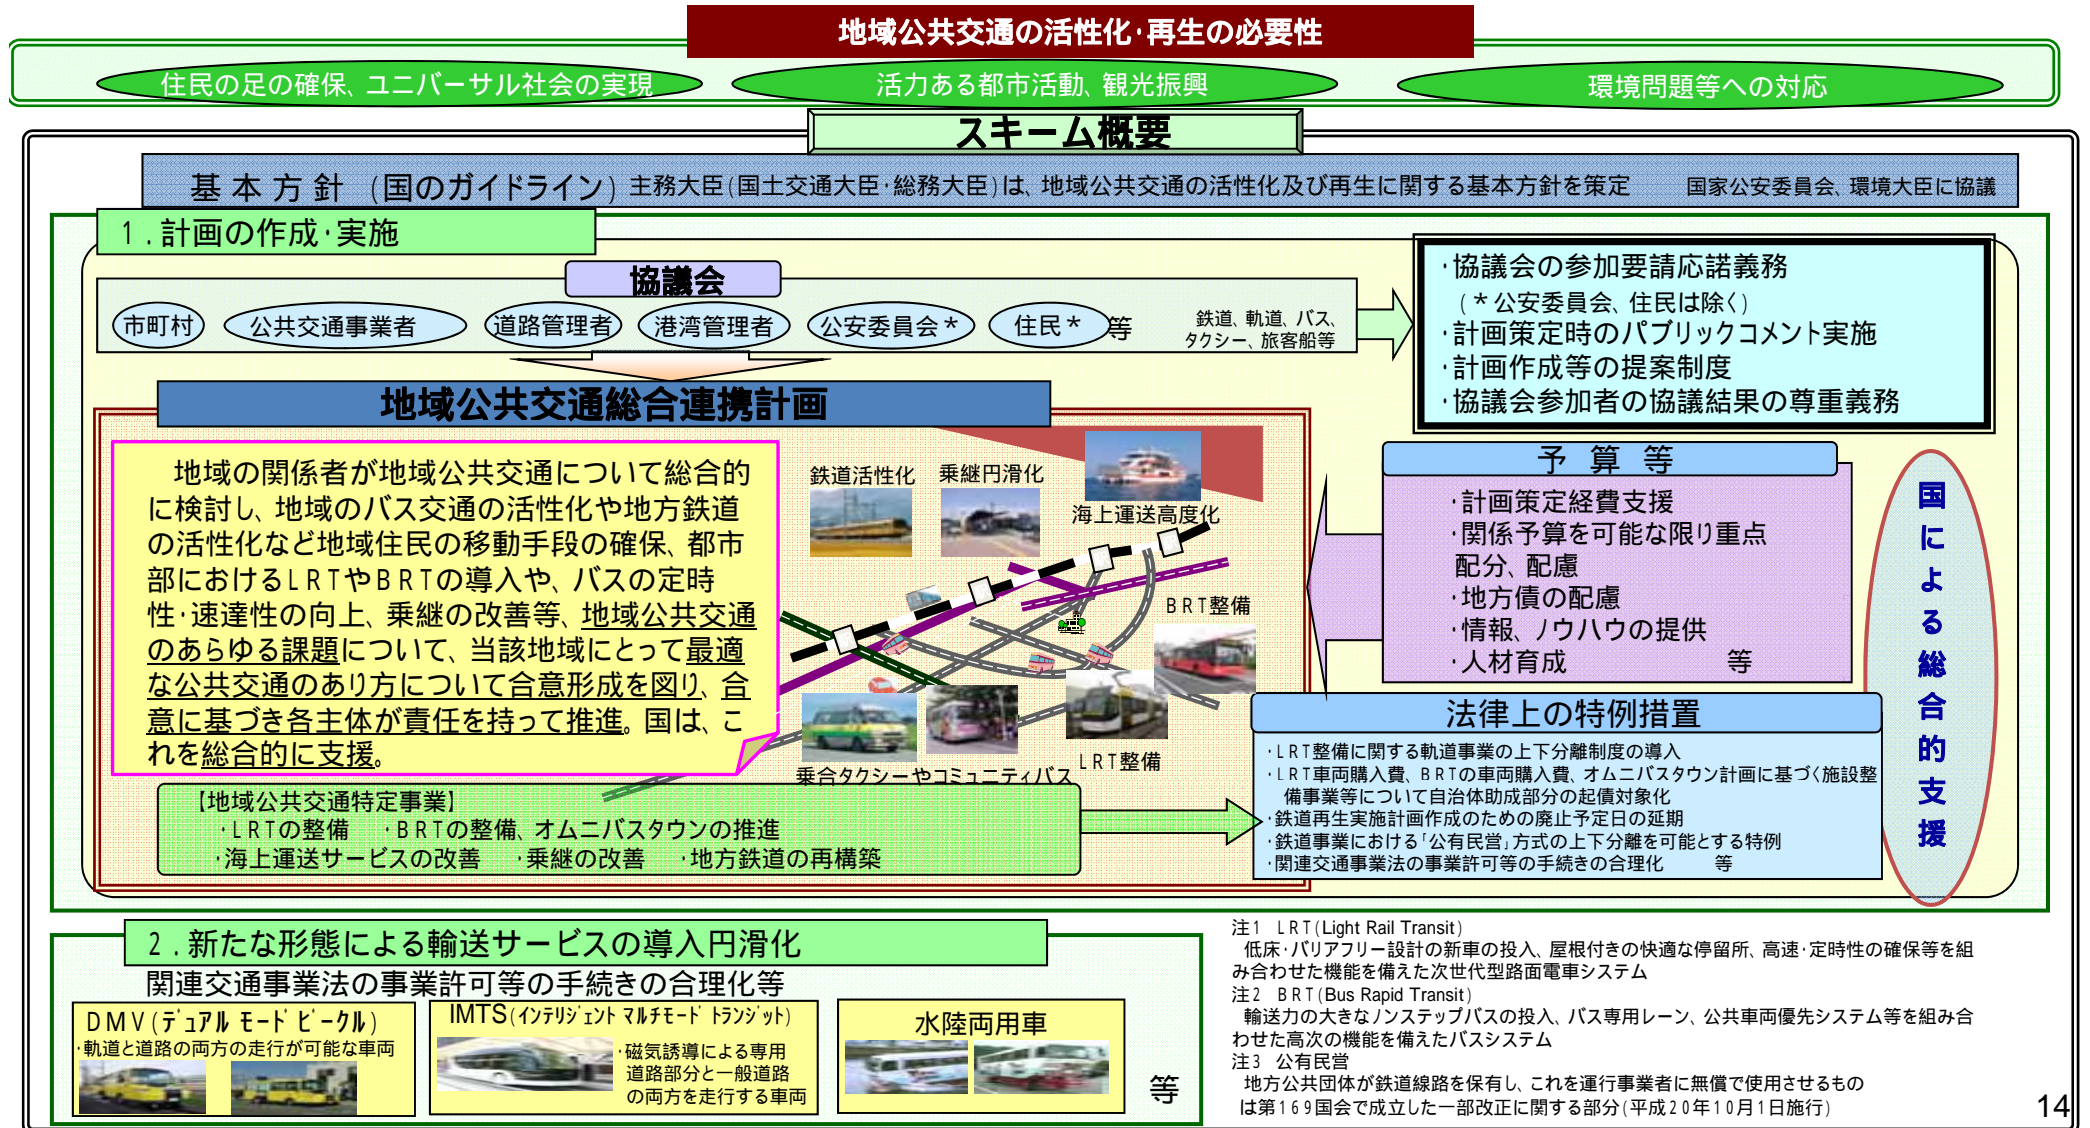 地域公共交通の活性化・再生の必要性
住民の足の確保、ユニバーサル社会の実現
活力ある都市活動、観光振興
環境問題等への対応
スキーム概要
基本方針 (国のガイドライン) 主務大臣(国土交通大臣・総務大臣)は、地域公共交通の活性化及び再生に関する基本方針を策定 国家公安委員会、環境大臣に協議
1.計画の作成・実施
協議会
市町村
公共交通事業者
道路管理者
港湾管理者
公安委員会*
住民*
等
鉄道、軌道、バス、
タクシー、旅客船等
・協議会の参加要請応諾義務
(*公安委員会、住民は除く)
・計画策定時のパブリックコメント実施
・計画作成等の提案制度
・協議会参加者の協議結果の尊重義務
地域公共交通総合連携計画
地域の関係者が地域公共交通について総合的
に検討し、地域のバス交通の活性化や地方鉄道
の活性化など地域住民の移動手段の確保、都市
部におけるLRTやBRTの導入や、バスの定時
性・速達性の向上、乗継の改善等、地域公共交通
のあらゆる課題について、当該地域にとって最適
な公共交通のあり方について合意形成を図り、合
意に基づき各主体が責任を持って推進。国は、こ
れを総合的に支援。
鉄道活性化
乗継円滑化
海上運送高度化
BRT整備
LRT整備
乗合タクシーやコミュニティバス
【地域公共交通特定事業】
・LRTの整備 ・BRTの整備、オムニバスタウンの推進
・海上運送サービスの改善 ・乗継の改善 ・地方鉄道の再構築
予算等
・計画策定経費支援
・関係予算を可能な限り重点
配分、配慮
・地方債の配慮
・情報、ノウハウの提供
・人材育成 等
法律上の特例措置
・LRT整備に関する軌道事業の上下分離制度の導入
・LRT車両購入費、BRTの車両購入費、オムニバスタウン計画に基づく施設整
備事業等について自治体助成部分の起債対象化
・鉄道再生実施計画作成のための廃止予定日の延期
・鉄道事業における「公有民営」方式の上下分離を可能とする特例
・関連交通事業法の事業許可等の手続きの合理化 等
国による総合的支援
2.新たな形態による輸送サービスの導入円滑化
関連交通事業法の事業許可等の手続きの合理化等
DMV(デュアル モード ビークル)
・軌道と道路の両方の走行が可能な車両
IMTS(インテリジェント マルチモード トランジット)
・磁気誘導による専用
道路部分と一般道路
の両方を走行する車両
水陸両用車
等
注1 LRT(Light Rail Transit)
低床・バリアフリー設計の新車の投入、屋根付きの快適な停留所、高速・定時性の確保等を組
み合わせた機能を備えた次世代型路面電車システム
注2 BRT(Bus Rapid Transit)
輸送力の大きなノンステップバスの投入、バス専用レーン、公共車両優先システム等を組み合
わせた高次の機能を備えたバスシステム
注3 公有民営
地方公共団体が鉄道線路を保有し、これを運行事業者に無償で使用させるもの
は第169国会で成立した一部改正に関する部分(平成20年10月1日施行)
14